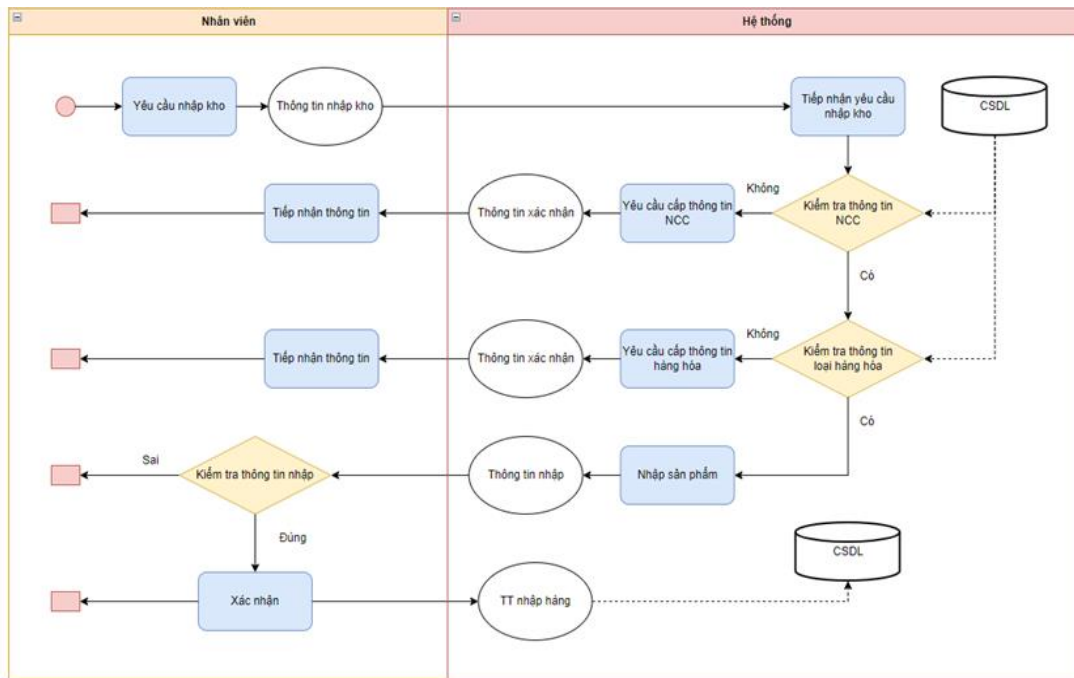 Nhân viên
Hệ thống
Yêu cầu nhập kho
Thông tin nhập kho
Tiếp nhận yêu cầu
nhập kho
CSDL
Tiếp nhận thông tin
Thông tin xác nhận
Yêu cầu cấp thông tin
NCC
Không
Kiểm tra thông tin
NCC
Có
Tiếp nhận thông tin
Thông tin xác nhận
Yêu cầu cấp thông tin
hàng hóa
Không
Kiểm tra thông tin
loại hàng hóa
Có
Sai
Kiểm tra thông tin nhập
Thông tin nhập
Nhập sản phẩm
Đúng
CSDL
Xác nhận
TT nhập hàng